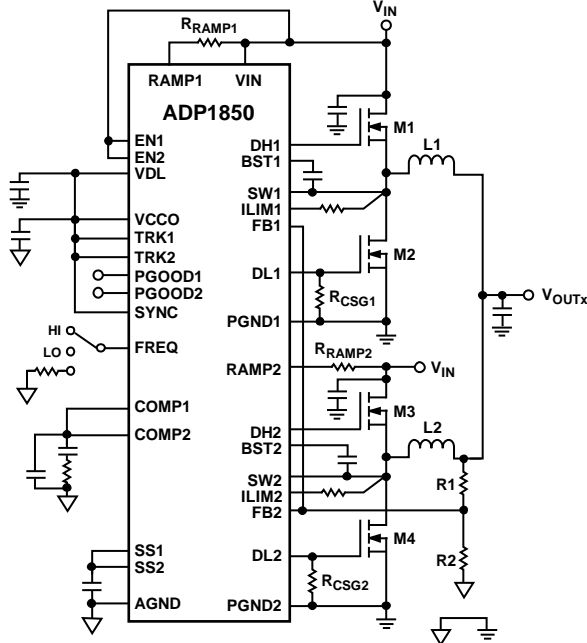 VIN
RRAMP1
RAMP1 VIN
ADP1850
EN1
EN2
VDL
VCCO
TRK1
TRK2
PGOOD1
PGOOD2
SYNC
HI
LO
FREQ
COMP1
COMP2
SS1
SS2
AGND
DH1
BST1
SW1
ILIM1
FB1
DL1
PGND1
RAMP2
DH2
BST2
SW2
ILIM2
FB2
DL2
PGND2
M1
L1
M2
RCSG1
VOUTx
RRAMP2
VIN
M3
L2
R1
M4
R2
RCSG2